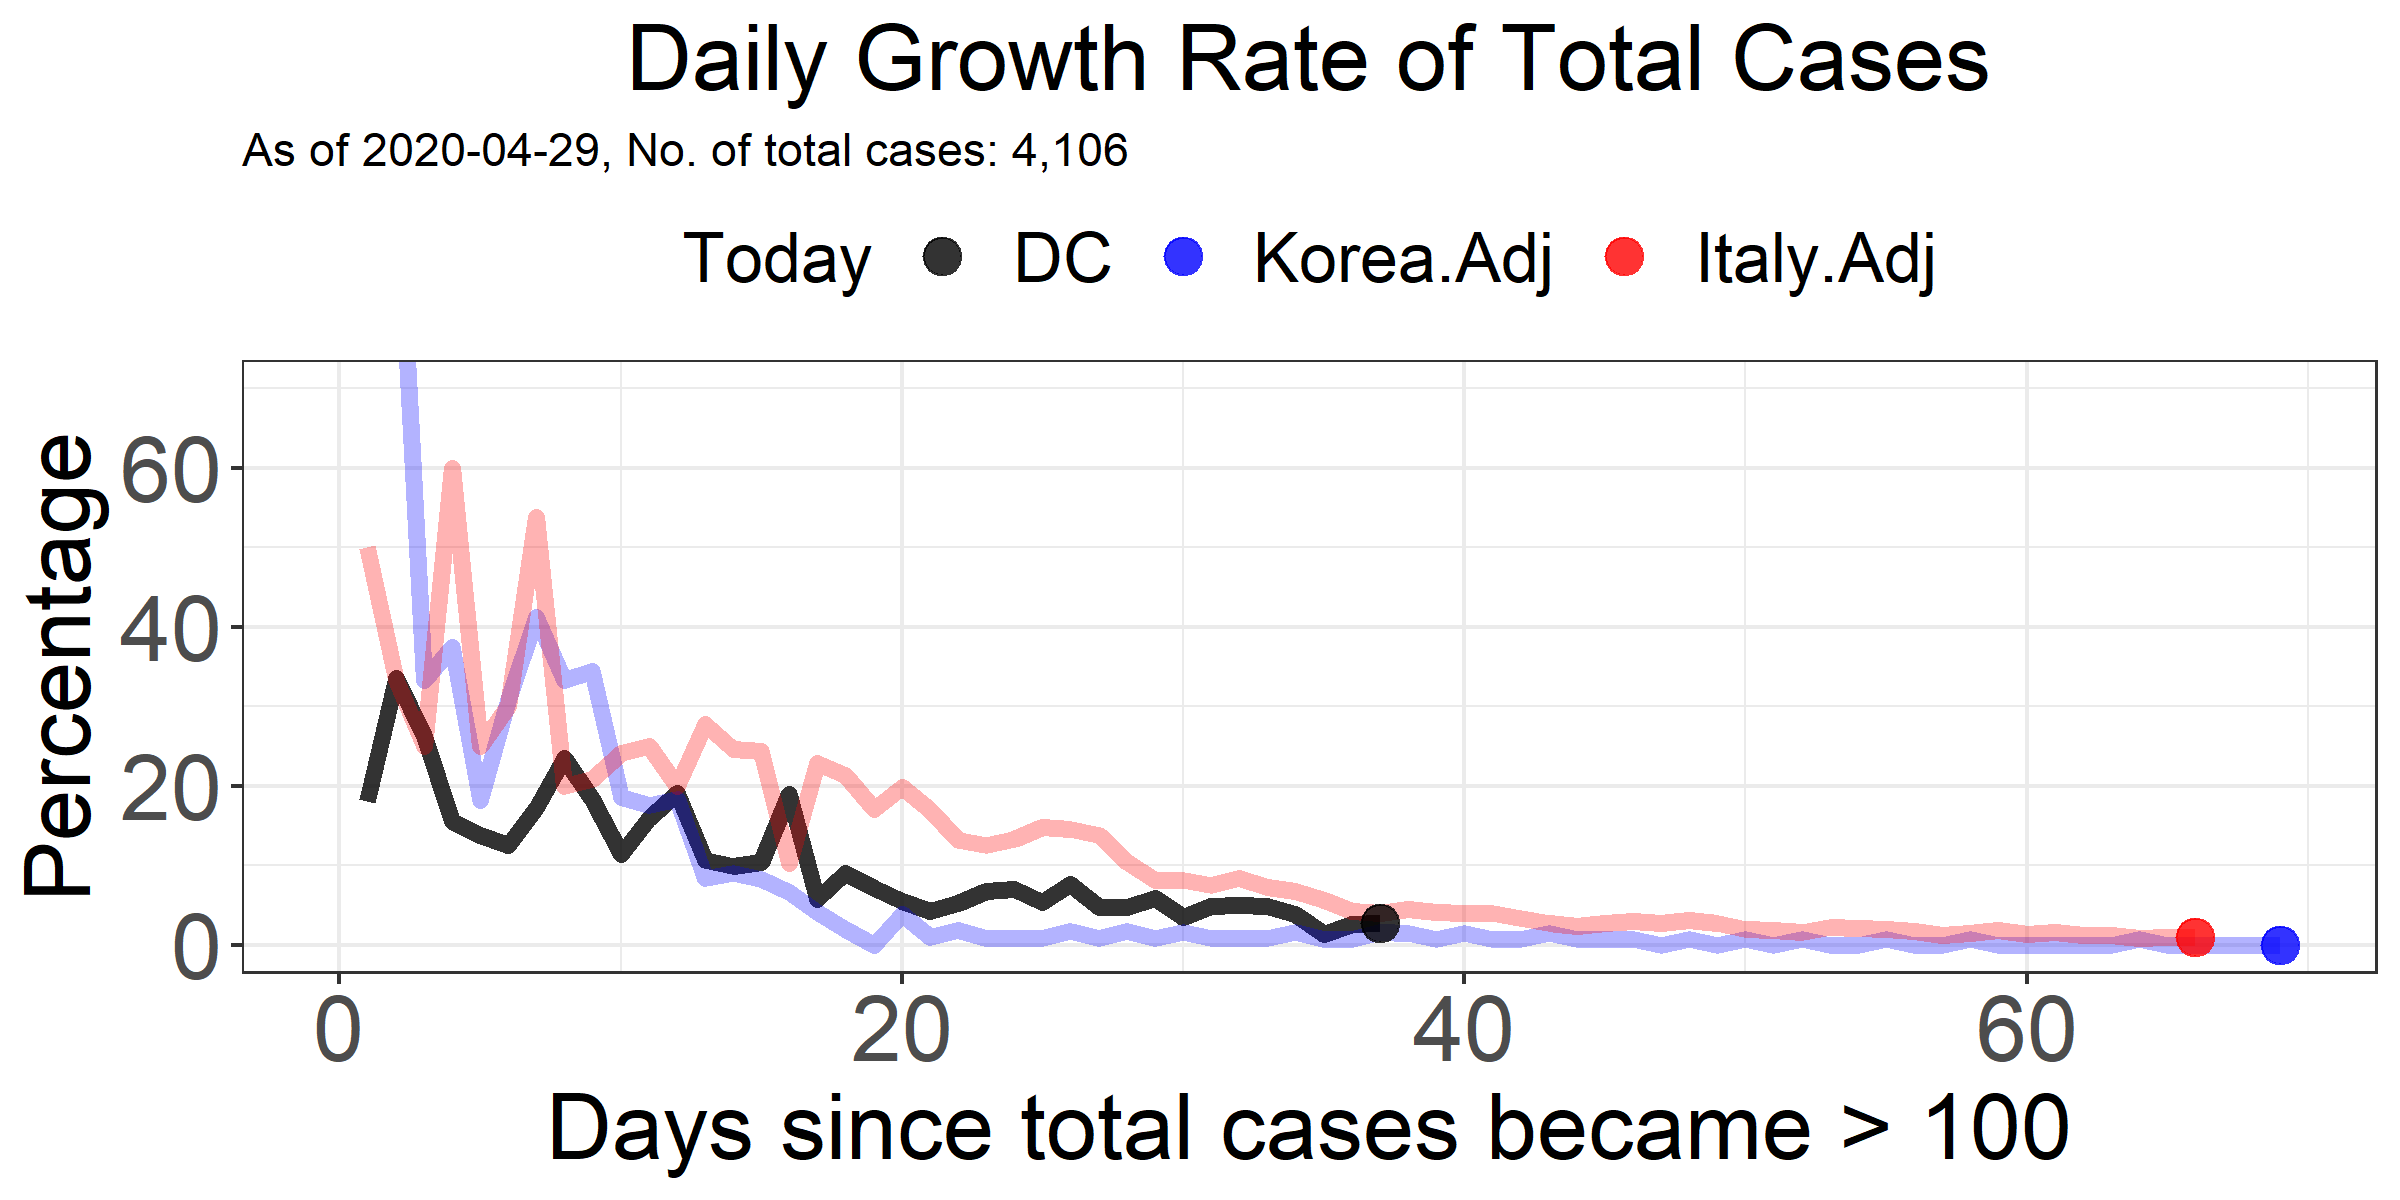 Daily Growth Rate of Total Cases
As of 2020-04-29, No. of total cases: 4,106
Today DC Korea.Adj Italy.Adj
Percentage
60
40
20
0
0 20 40 60
Days since total cases became > 100